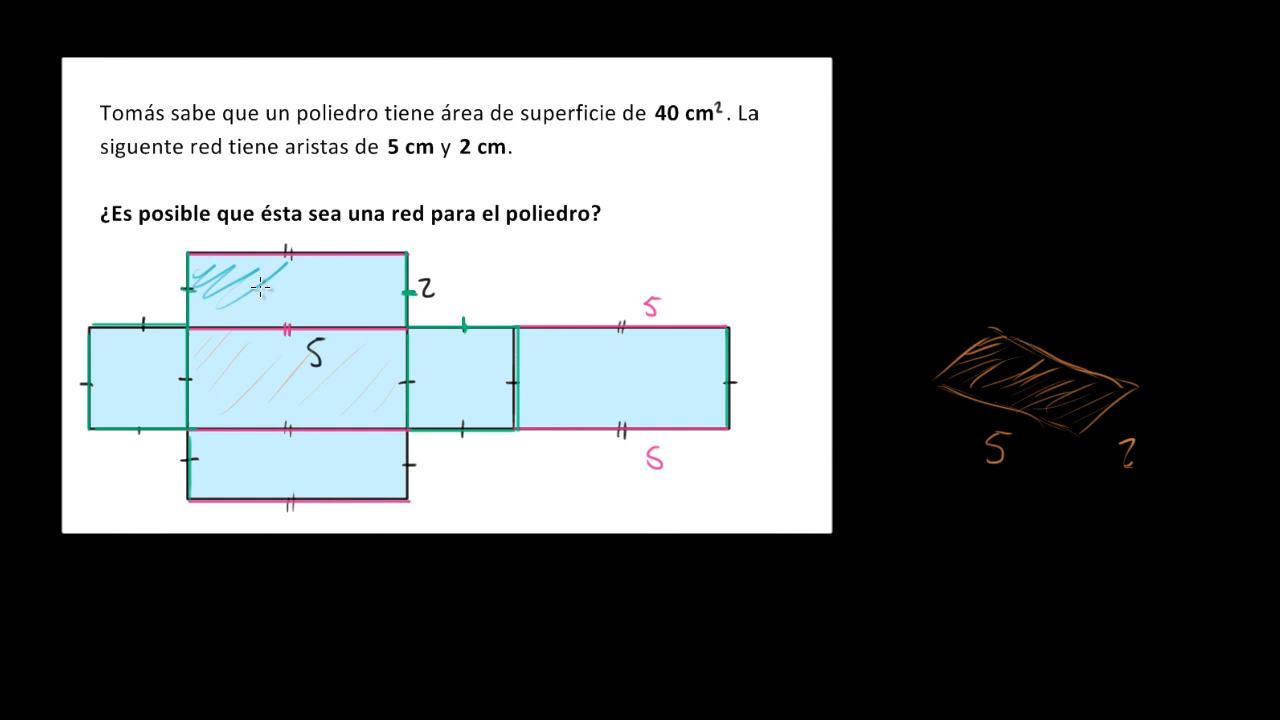 Tomás sabe que un poliedro tiene área de superficie de 40 cm². La
siguente red tiene aristas de 5 cm y 2 cm.
¿Es posible que ésta sea una red para el poliedro?
2
5
5
5
5 2